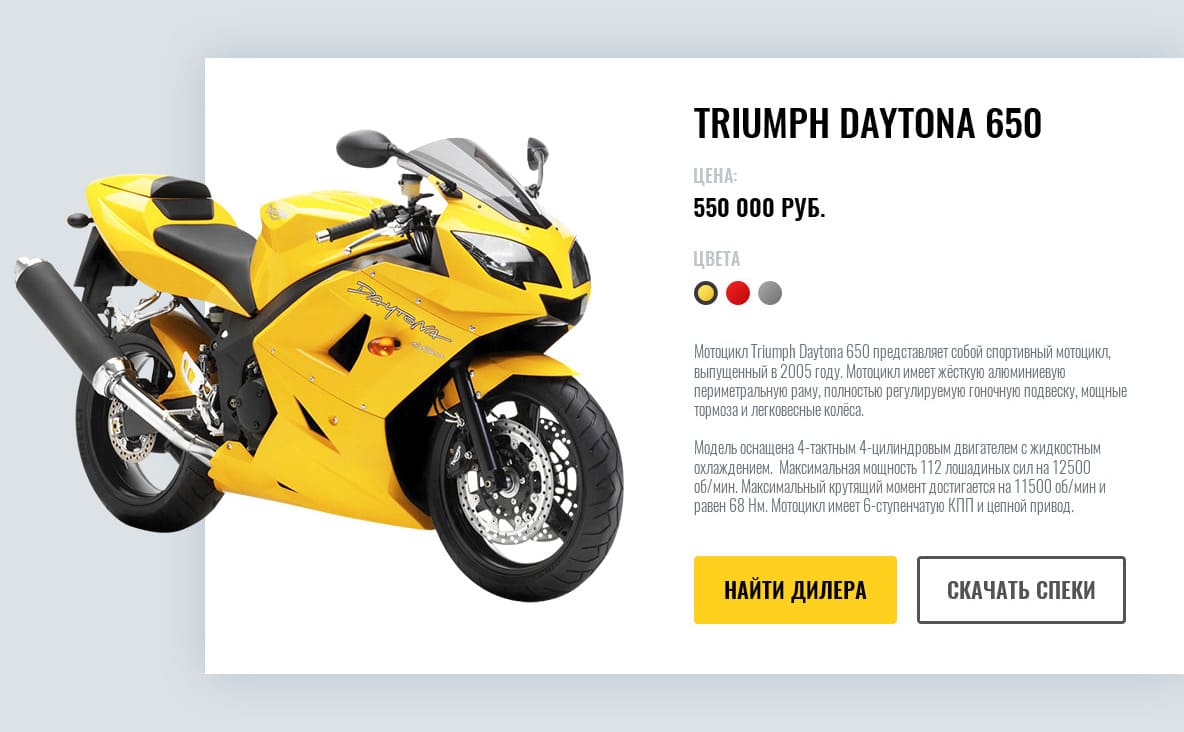 TRIUMPH DAYTONA 650
ЦЕНА:
550 000 РУБ.
ЦВЕТА
DAYTONA
Мотоцикл Triumph Daytona 650 представляет собой спортивный мотоцикл,
выпущенный в 2005 году. Мотоцикл имеет жёсткую алюминиевую
периметральную раму, полностью регулируемую гоночную подвеску, мощные
тормоза и легковесные колёса.
Модель оснащена 4-тактным 4-цилиндровым двигателем с жидкостным
охлаждением.  Максимальная мощность 112 лошадиных сил на 12500
об/мин. Максимальный крутящий момент достигается на 11500 об/мин и
равен 68 Нм. Мотоцикл имеет 6-ступенчатую КПП и цепной привод.
НАЙТИ ДИЛЕРА
СКАЧАТЬ СПЕКИ